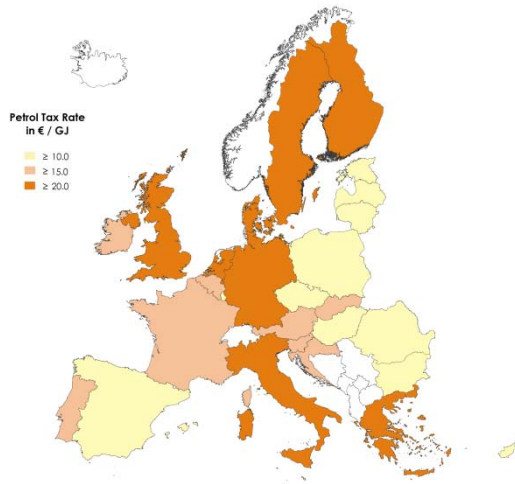 Petrol Tax Rate
in € / GJ
≥ 10.0
≥ 15.0
≥ 20.0